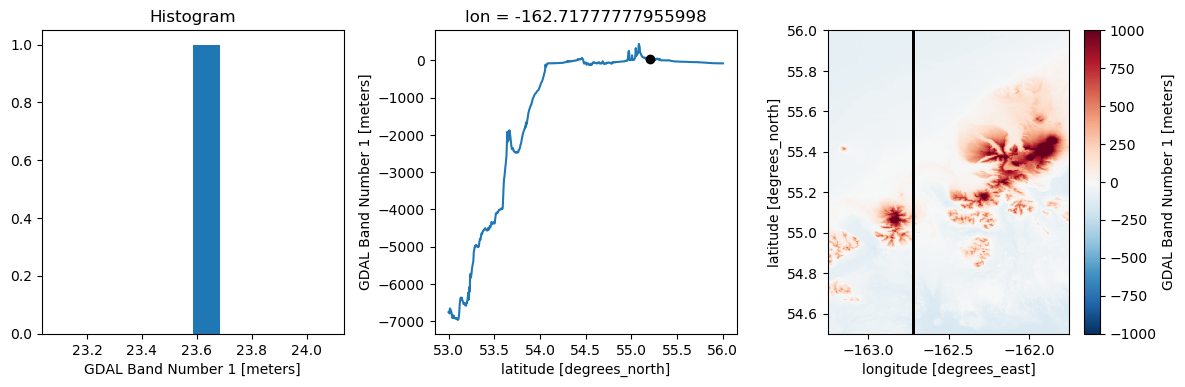 Histogram
1.0
0.8
0.6
0.4
0.2
0.0
23.2 23.4 23.6 23.8 24.0
GDAL Band Number 1 [meters]
lon = -162.71777777955998
GDAL Band Number 1 [meters]
0
−1000
−2000
−3000
−4000
−5000
−6000
−7000
53.0 53.5 54.0 54.5 55.0 55.5 56.0
latitude [degrees_north]
latitude [degrees_north]
56.0
55.8
55.6
55.4
55.2
55.0
54.8
54.6
−163.0 −162.5 −162.0
longitude [degrees_east]
1000
750
500
250
0
−250
−500
−750
−1000
GDAL Band Number 1 [meters]